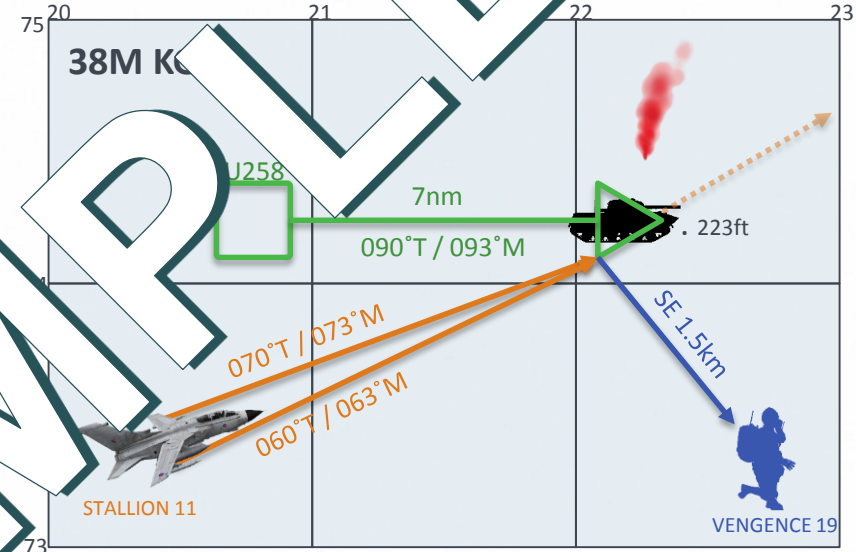 20
21
22
23
75
38M
U258
7nm
090˚T / 093˚M
. 223ft
070˚T / 073˚M
060˚T / 063˚M
SE 1.5km
STALLION 11
VENGENCE 19
73